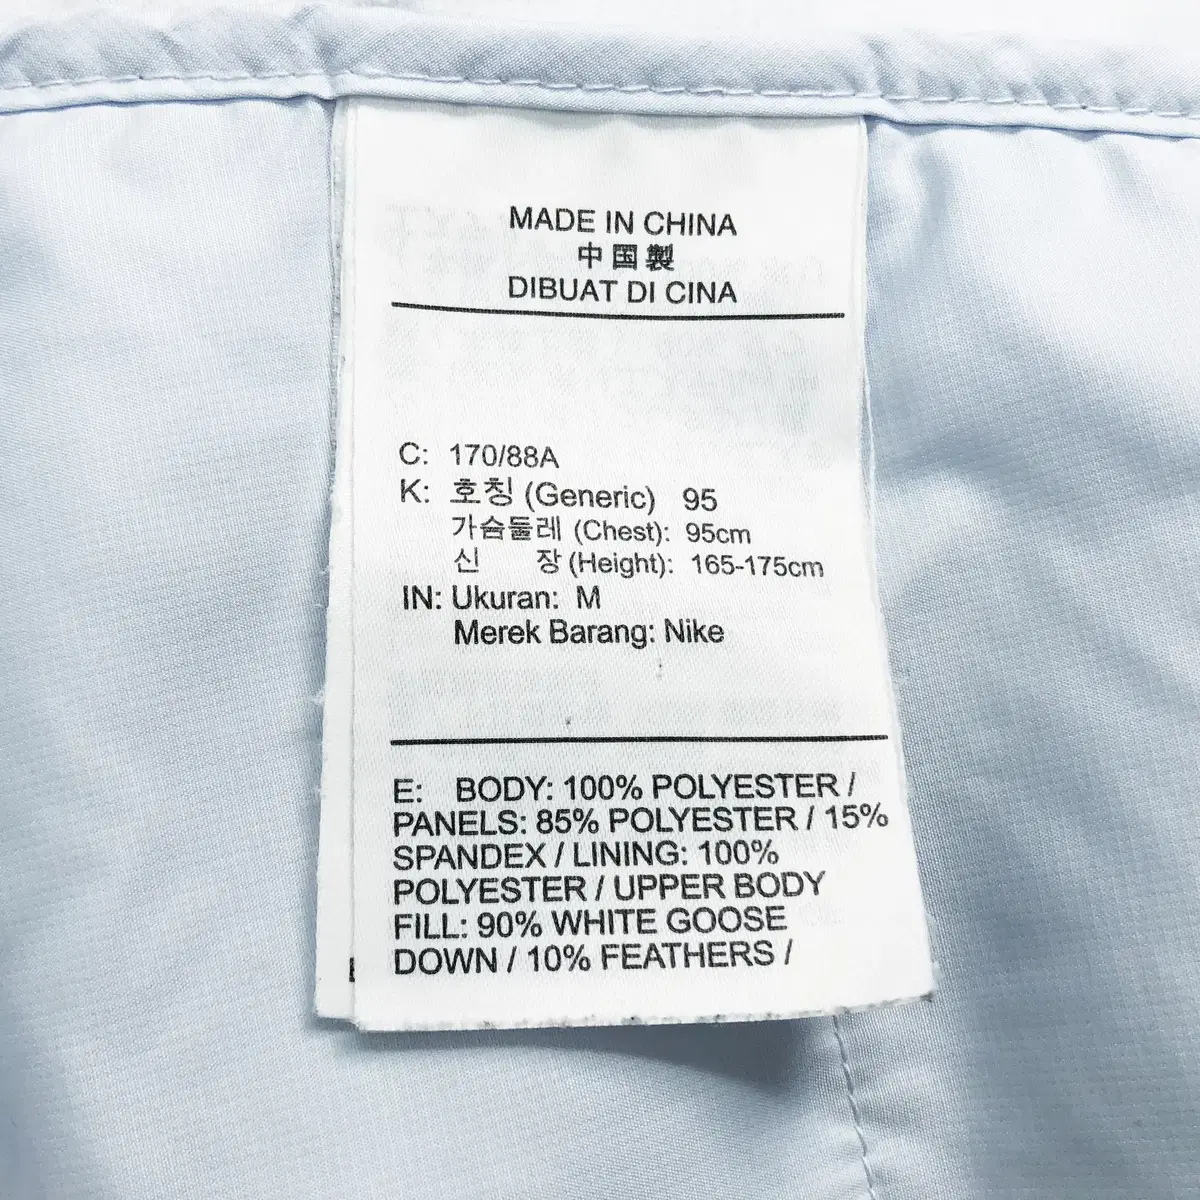 MADE IN CHINA
中国製
DIBUAT DI CINA
C: 170/88A
K: 호칭 (Generic) 95
가슴둘레 (Chest): 95cm
신 장 (Height): 165-175cm
IN: Ukuran: M
Merek Barang: Nike
E: BODY: 100% POLYESTER /
PANELS: 85% POLYESTER / 15%
SPANDEX / LINING: 100%
POLYESTER / UPPER BODY
FILL: 90% WHITE GOOSE
DOWN / 10% FEATHERS /